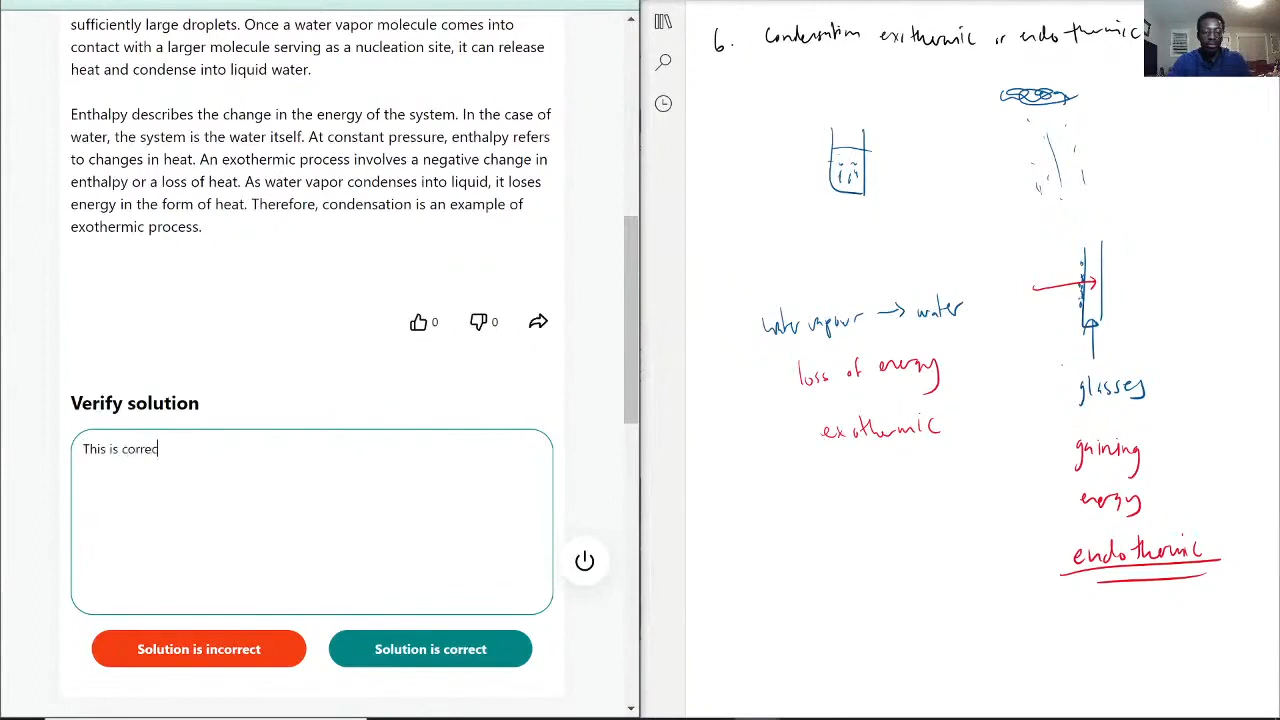 sufficiently large droplets. Once a water vapor molecule comes into
contact with a larger molecule serving as a nucleation site, it can release
heat and condense into liquid water.
Enthalpy describes the change in the energy of the system. In the case of
water, the system is the water itself. At constant pressure, enthalpy refers
to changes in heat. An exothermic process involves a negative change in
enthalpy or a loss of heat. As water vapor condenses into liquid, it loses
energy in the form of heat. Therefore, condensation is an example of
exothermic process.
0 0
Verify solution
This is correc
Solution is incorrect Solution is correct
6. Condensation exithermic or endothermic
water vapour → water
loss of energy
exothermic
glasses
gaining
energy
endothermic